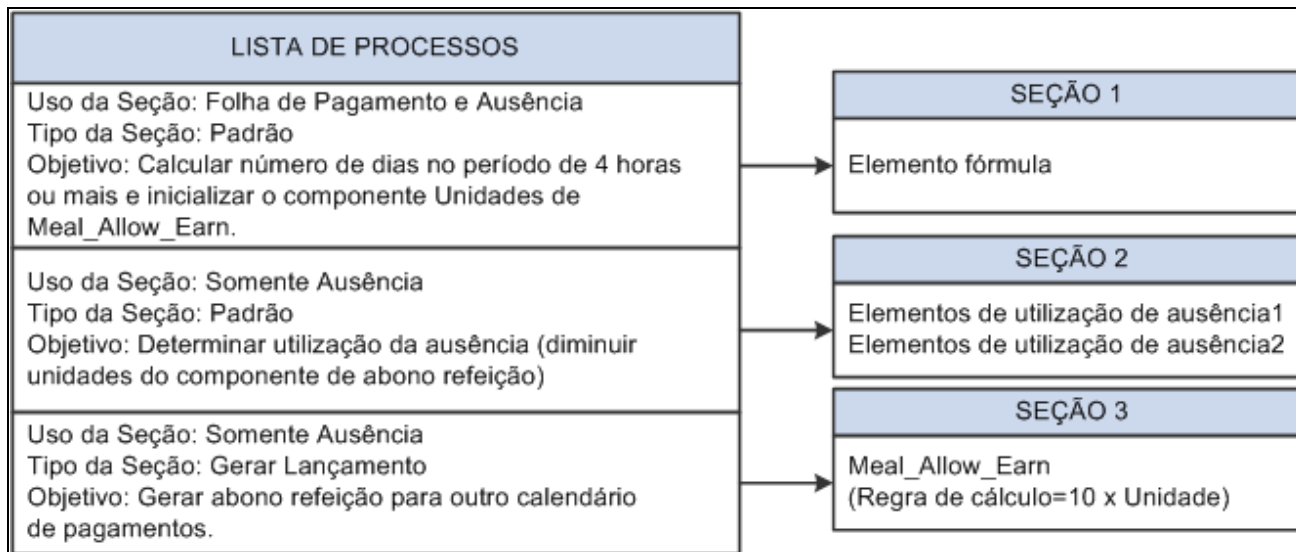 LISTA DE PROCESSOS
Uso da Seção: Folha de Pagamento e Ausência
Tipo da Seção: Padrão
Objetivo: Calcular número de dias no período de 4 horas
ou mais e inicializar o componente Unidades de
Meal_Allow_Earn.
SEÇÃO 1
Elemento fórmula
Uso da Seção: Somente Ausência
Tipo da Seção: Padrão
Objetivo: Determinar utilização da ausência (diminuir
unidades do componente de abono refeição)
SEÇÃO 2
Elementos de utilização de ausência1
Elementos de utilização de ausência2
Uso da Seção: Somente Ausência
Tipo da Seção: Gerar Lançamento
Objetivo: Gerar abono refeição para outro calendário
de pagamentos.
SEÇÃO 3
Meal_Allow_Earn
(Regra de cálculo=10 x Unidade)